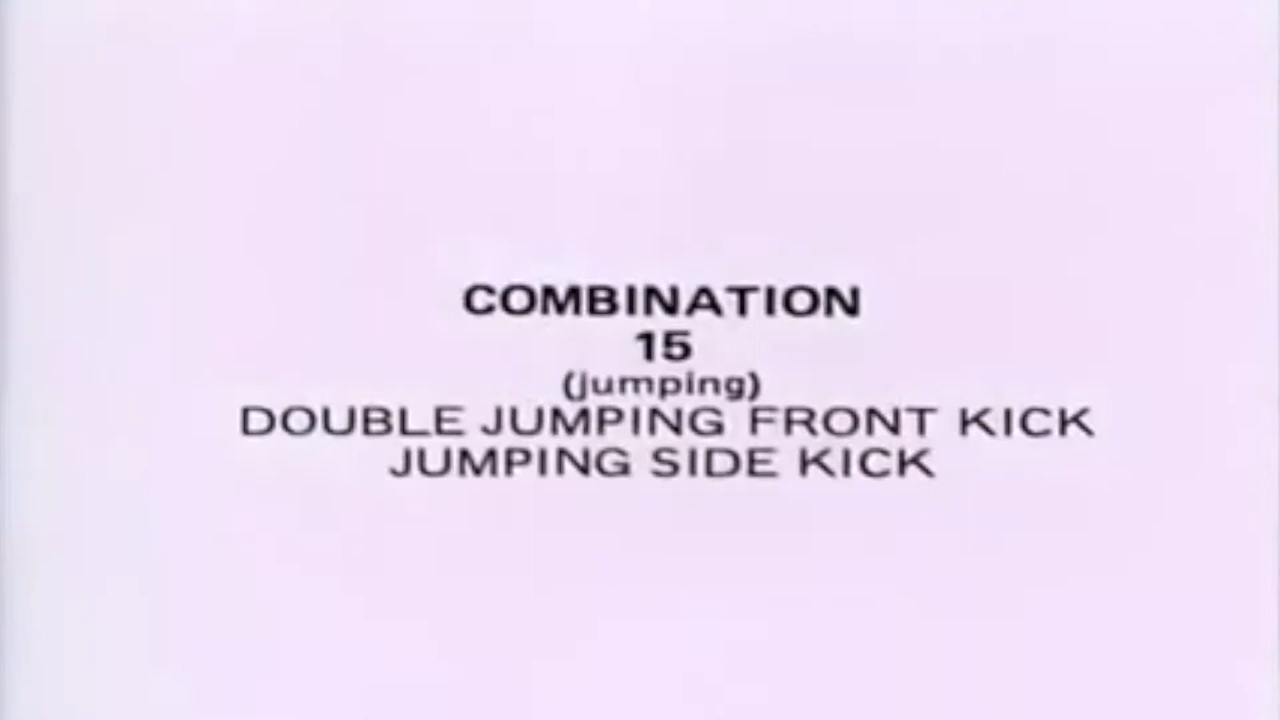 COMBINATION
15
(jumping)
DOUBLE JUMPING FRONT KICK
JUMPING SIDE KICK